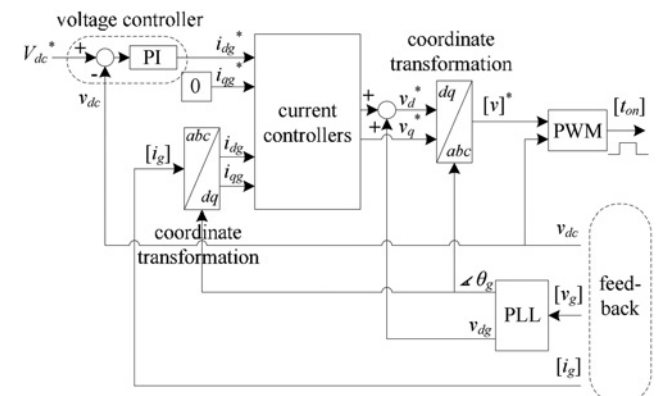 voltage controller
V_dc* + - PI i_dg*
0 i_qg*
v_dc
current
controllers
+ +
v_d*
v_q*
coordinate
transformation
dq
abc
[v]*
PWM
[t_on]
[i_g]
abc
dq
i_dg
i_qg
coordinate
transformation
v_dc
∡θ_g
v_dg
PLL
[v_g]
[i_g]
feed-
back